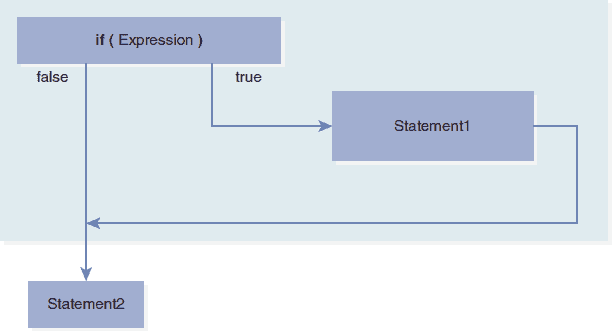 if ( Expression )
false
true
Statement1
Statement2